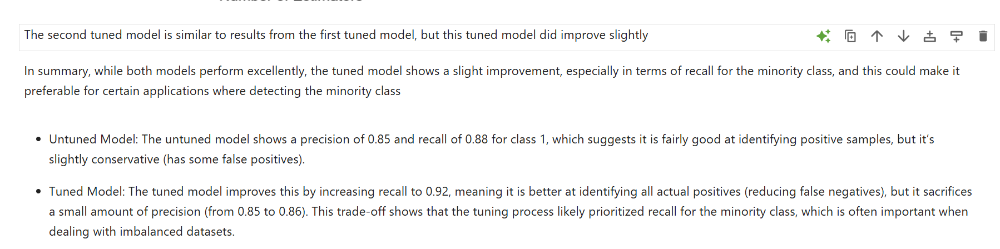 Number of Estimators
The second tuned model is similar to results from the first tuned model, but this tuned model did improve slightly
In summary, while both models perform excellently, the tuned model shows a slight improvement, especially in terms of recall for the minority class, and this could make it
preferable for certain applications where detecting the minority class
• Untuned Model: The untuned model shows a precision of 0.85 and recall of 0.88 for class 1, which suggests it is fairly good at identifying positive samples, but it’s
slightly conservative (has some false positives).
• Tuned Model: The tuned model improves this by increasing recall to 0.92, meaning it is better at identifying all actual positives (reducing false negatives), but it sacrifices
a small amount of precision (from 0.85 to 0.86). This trade-off shows that the tuning process likely prioritized recall for the minority class, which is often important when
dealing with imbalanced datasets.